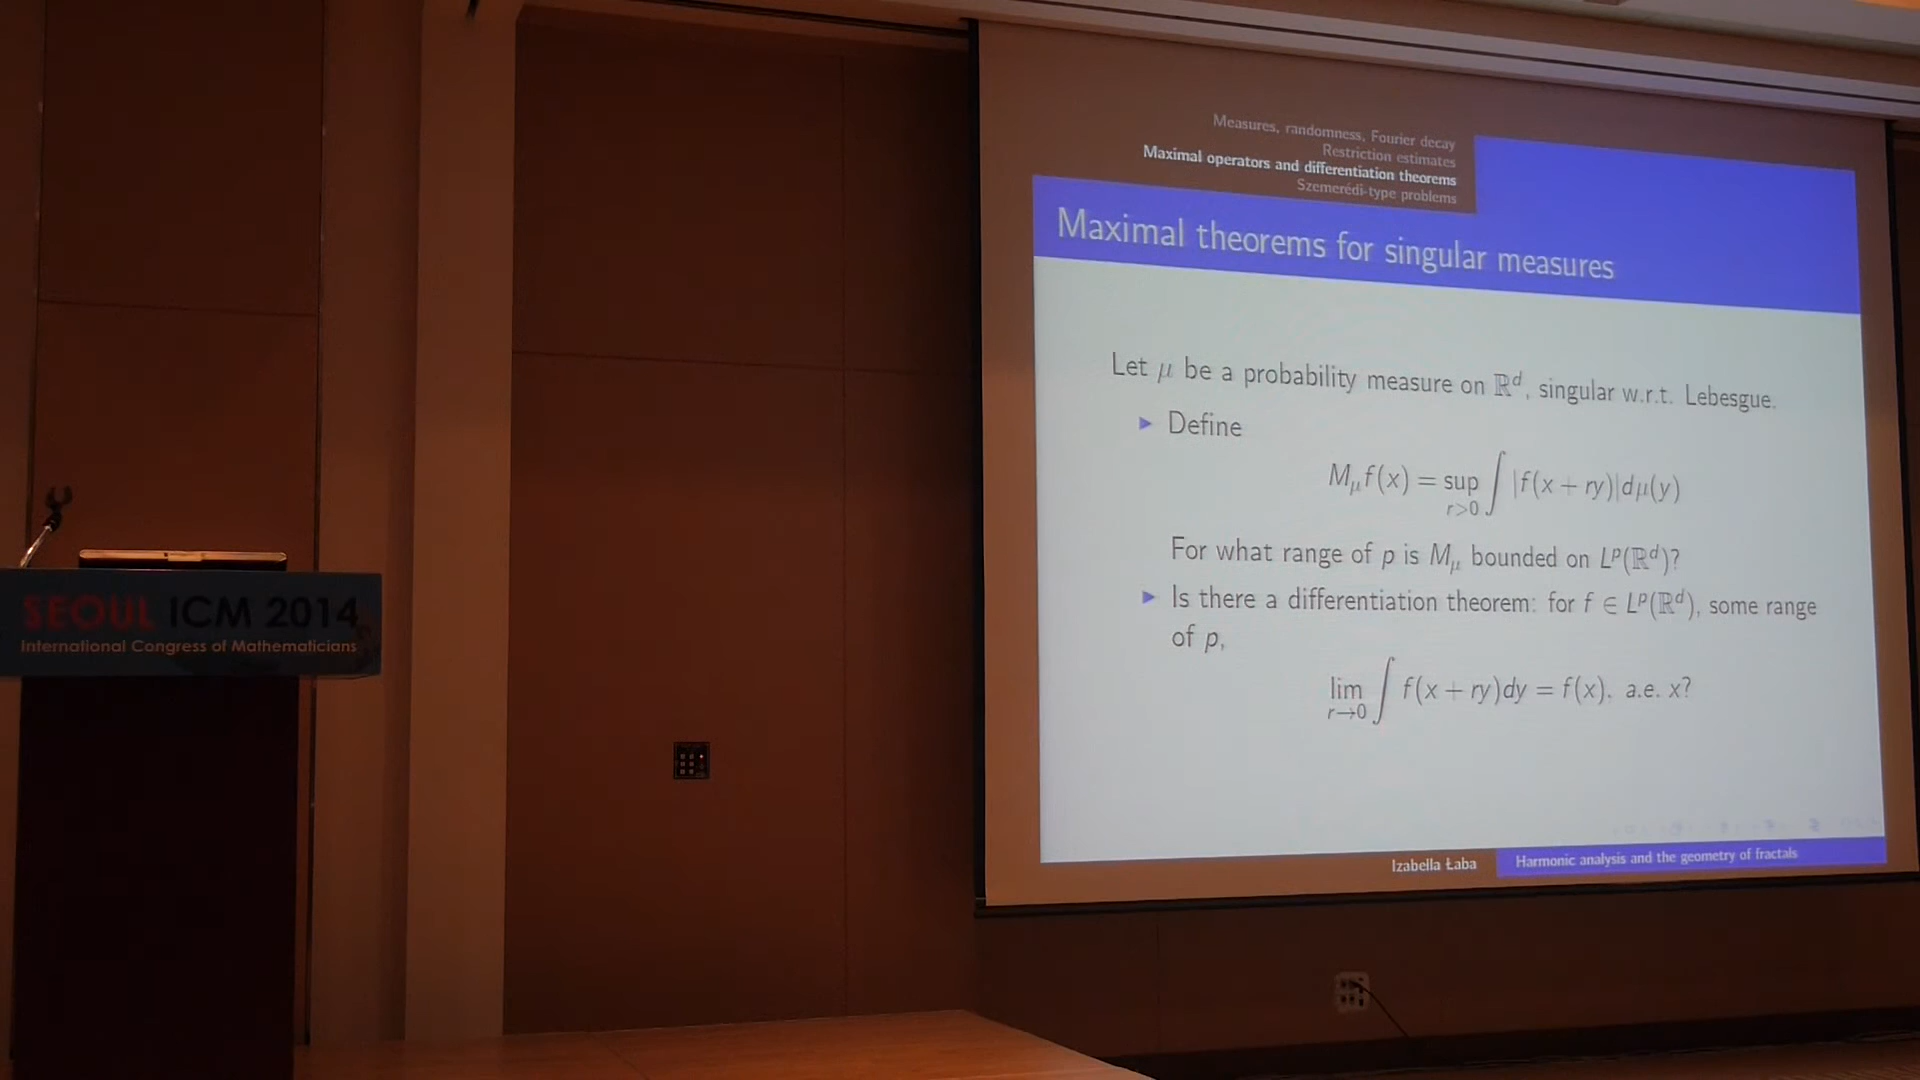 Measures, randomness, Fourier decay
Restriction estimates
Maximal operators and differentiation theorems
Szemerédi-type problems
Maximal theorems for singular measures
Let μ be a probability measure on ℝ^d, singular w.r.t. Lebesgue.
▶ Define
M_μ f(x) = sup_{r>0} ∫ |f(x + ry)|dμ(y)
For what range of p is M_μ bounded on L^p(ℝ^d)?
▶ Is there a differentiation theorem: for f ∈ L^p(ℝ^d), some range
of p,
lim_{r→0} ∫ f(x + ry)dy = f(x), a.e. x?
Izabella Łaba
Harmonic analysis and the geometry of fractals
SEOUL ICM 2014
International Congress of Mathematicians